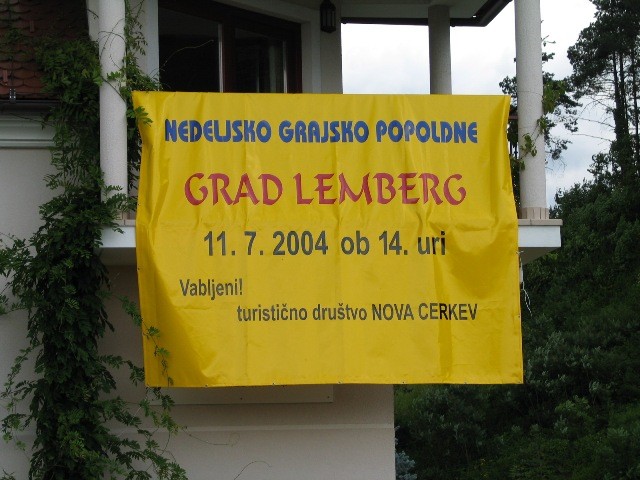 NEDELJSKO GRAJSKO POPOLDNE
GRAD LEMBERG
11. 7. 2004 ob 14. uri
Vabljeni!
turistično društvo NOVA CERKEV